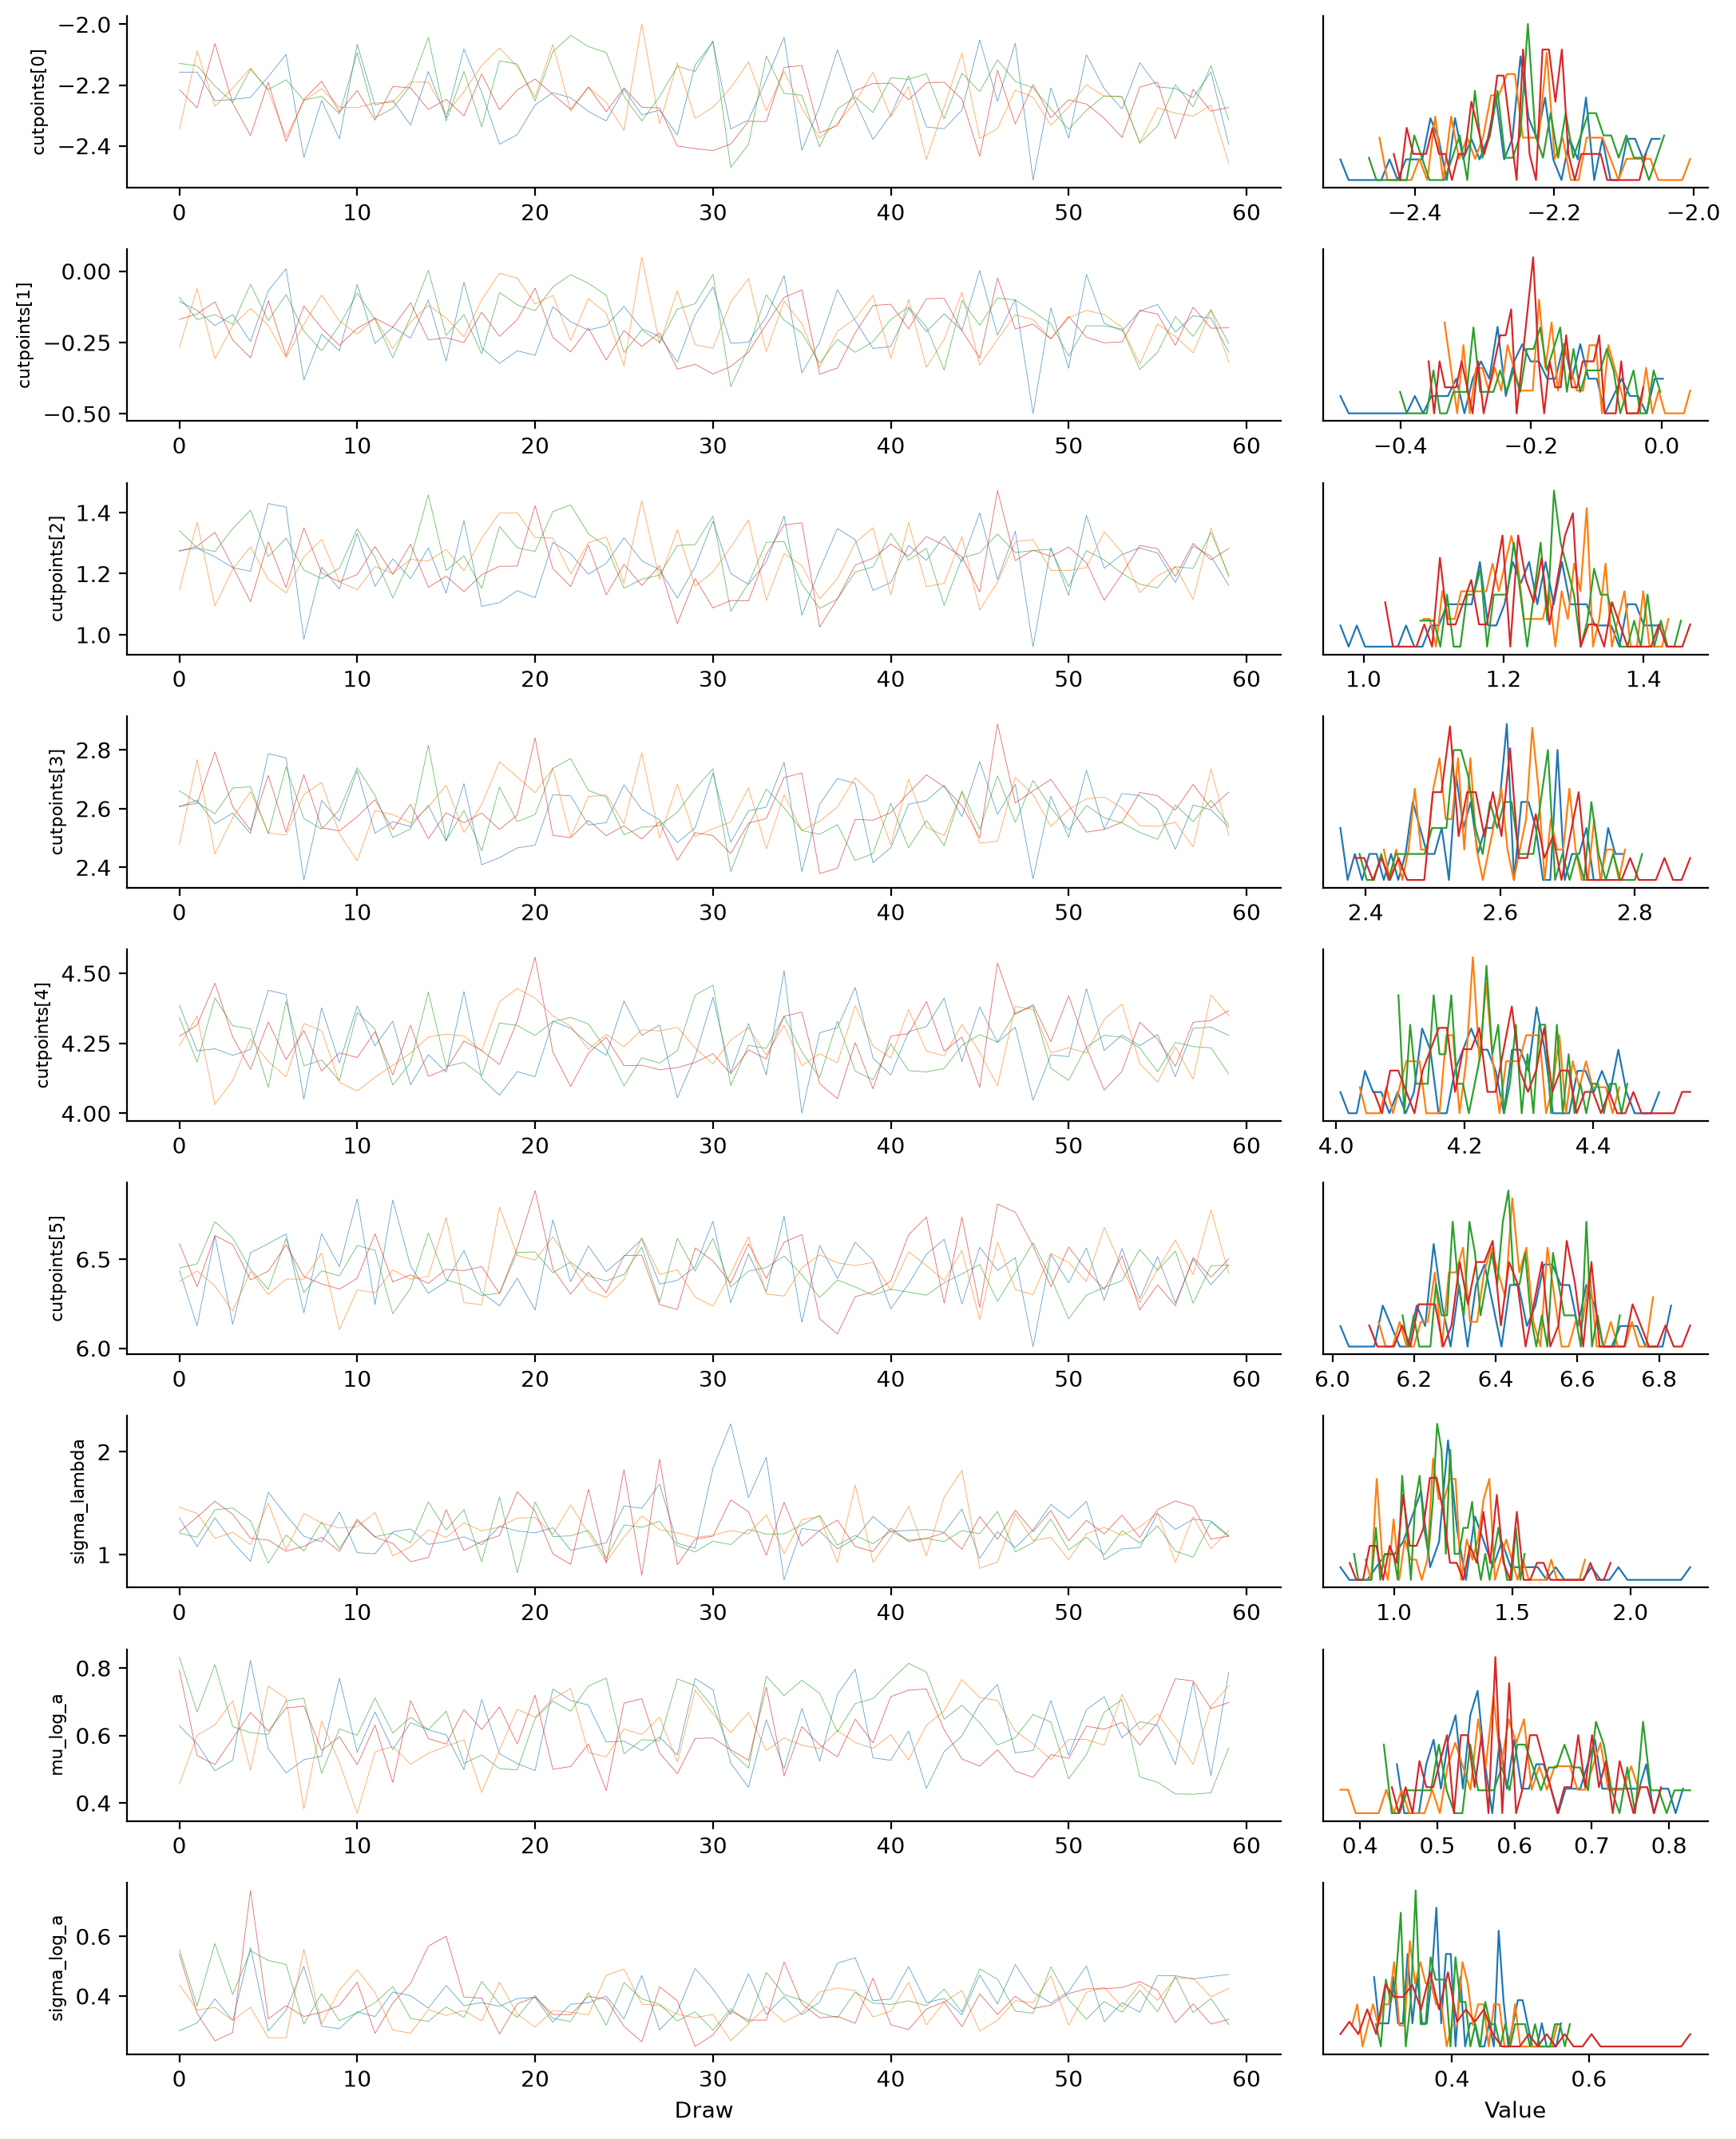 cutpoints[0]
−2.0
−2.2
−2.4
0 10 20 30 40 50 60
−2.4 −2.2 −2.0
cutpoints[1]
0.00
−0.25
−0.50
0 10 20 30 40 50 60
−0.4 −0.2 0.0
cutpoints[2]
1.4
1.2
1.0
0 10 20 30 40 50 60
1.0 1.2 1.4
cutpoints[3]
2.8
2.6
2.4
0 10 20 30 40 50 60
2.4 2.6 2.8
cutpoints[4]
4.50
4.25
4.00
0 10 20 30 40 50 60
4.0 4.2 4.4
cutpoints[5]
6.5
6.0
0 10 20 30 40 50 60
6.0 6.2 6.4 6.6 6.8
sigma_lambda
2
1
0 10 20 30 40 50 60
1.0 1.5 2.0
mu_log_a
0.8
0.6
0.4
0 10 20 30 40 50 60
0.4 0.5 0.6 0.7 0.8
sigma_log_a
0.6
0.4
0 10 20 30 40 50 60
0.4 0.6
Draw Value